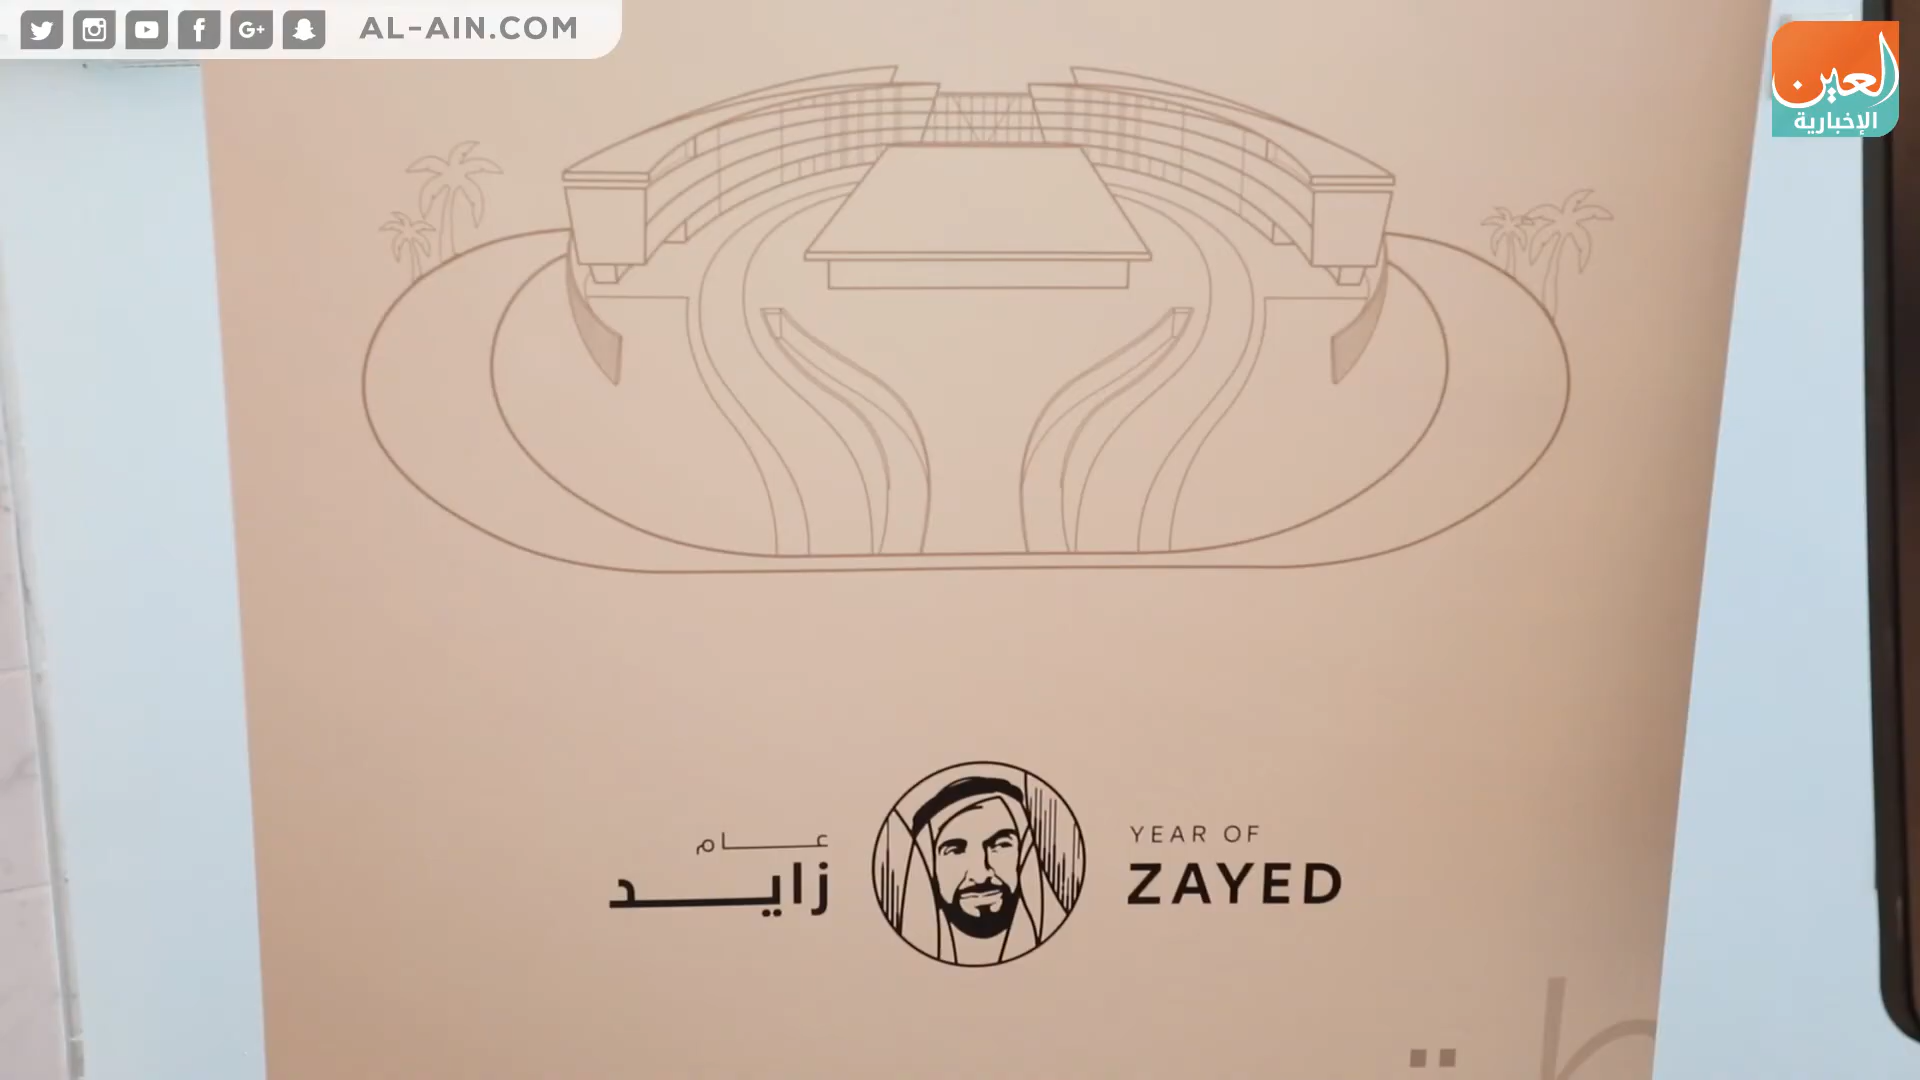 AL-AIN.COM
العين
الإخبارية
عام
زايد
YEAR OF
ZAYED